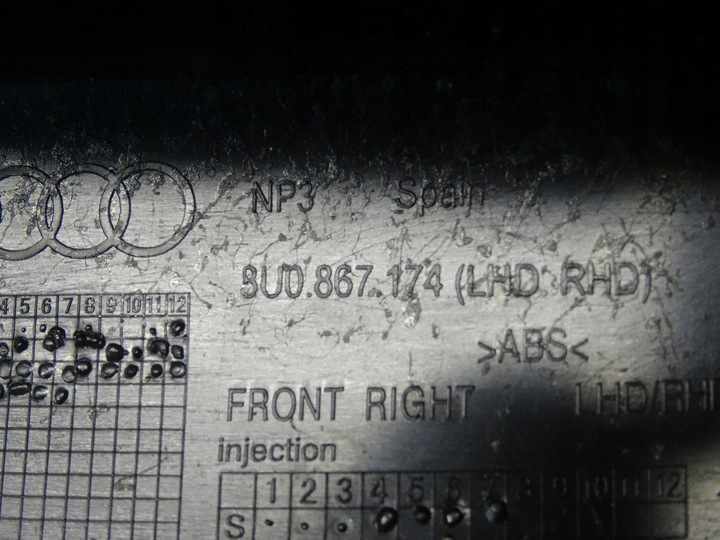 NP3 Spain
8U0.867.174 (LHD RHD)
>ABS<
4 5 6 7 8 9 10 11 12
FRONT RIGHT LHD/RH
injection
1 2 3 4 5 6 7 8 9 10 11 12
S